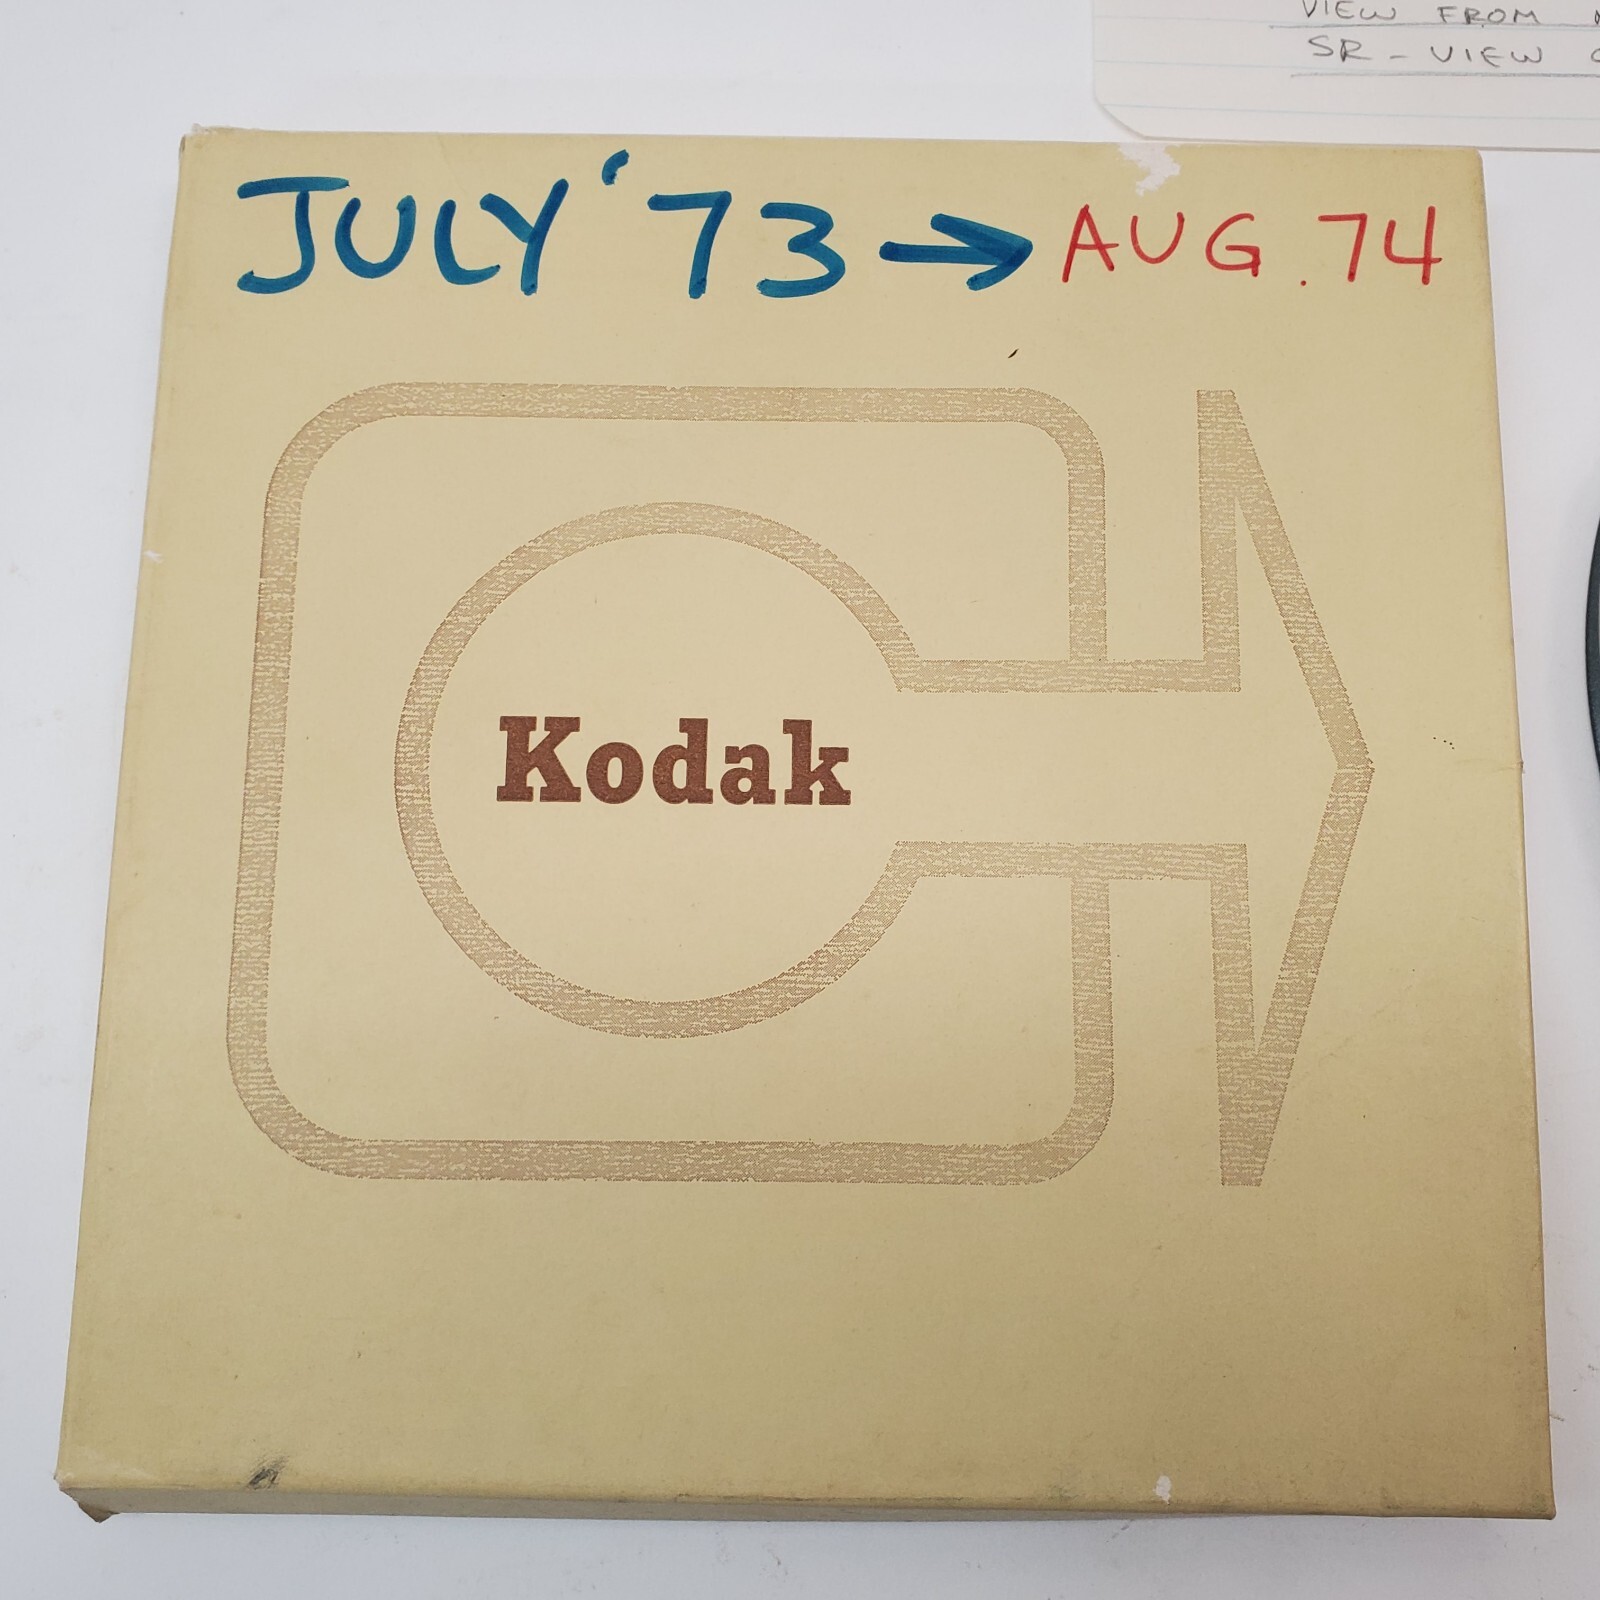 VIEW FROM
SR - VIEW
JULY '73 → AUG. 74
Kodak